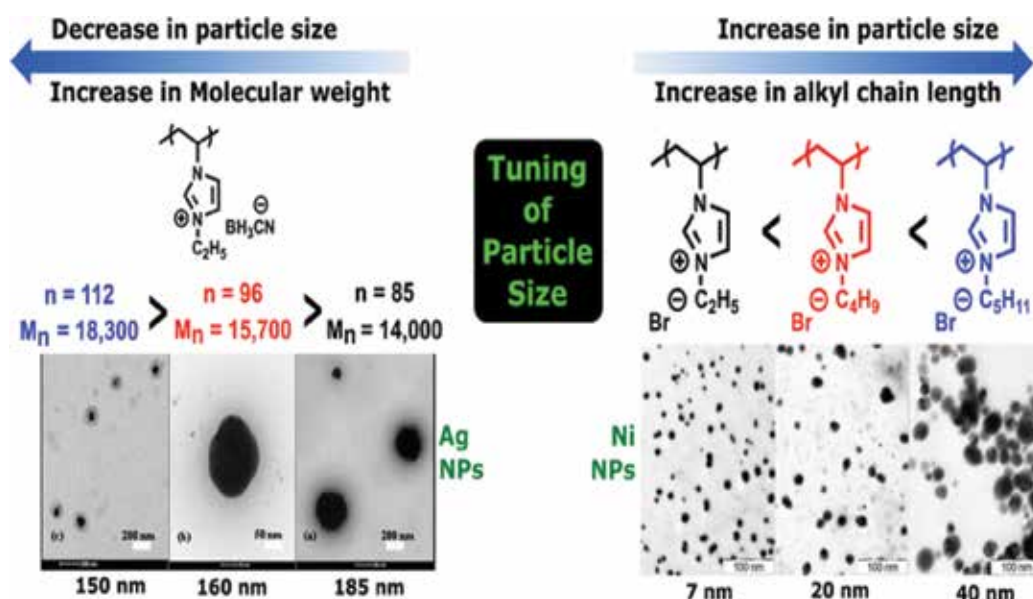 Decrease in particle size
Increase in Molecular weight
N
⊕ N
C₂H₅
⊖
BH₃CN
n = 112 > n = 96 > n = 85
Mₙ = 18,300 Mₙ = 15,700 Mₙ = 14,000
(c) 200 nm
(b) 50 nm
(a) 200 nm
150 nm 160 nm 185 nm
Ag
NPs
Tuning
of
Particle
Size
Increase in particle size
Increase in alkyl chain length
N N N
< <
⊕ N ⊕ N ⊕ N
Br⊖ C₂H₅ Br⊖ C₄H₉ Br⊖ C₅H₁₁
Ni
NPs
100 nm 100 nm 100 nm
7 nm 20 nm 40 nm